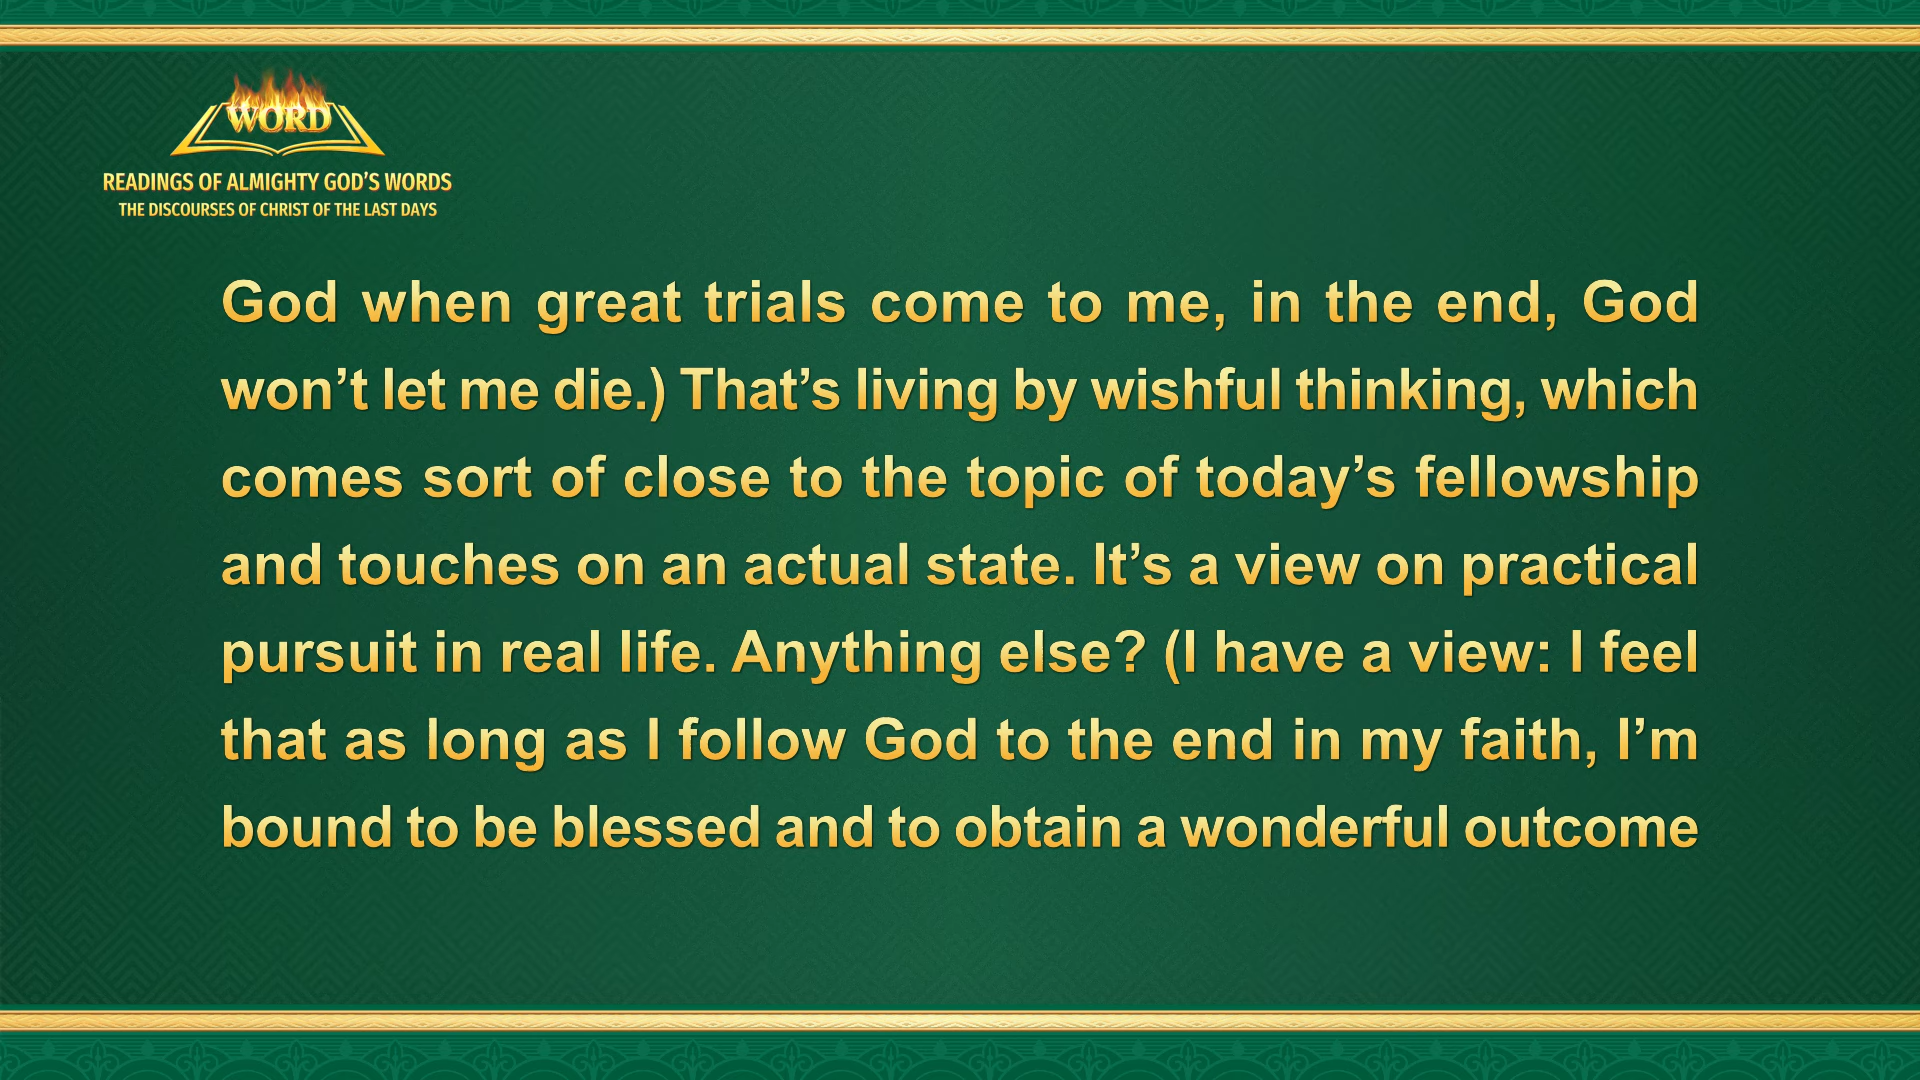 WORD
READINGS OF ALMIGHTY GOD’S WORDS
THE DISCOURSES OF CHRIST OF THE LAST DAYS
God when great trials come to me, in the end, God
won’t let me die.) That’s living by wishful thinking, which
comes sort of close to the topic of today’s fellowship
and touches on an actual state. It’s a view on practical
pursuit in real life. Anything else? (I have a view: I feel
that as long as I follow God to the end in my faith, I’m
bound to be blessed and to obtain a wonderful outcome